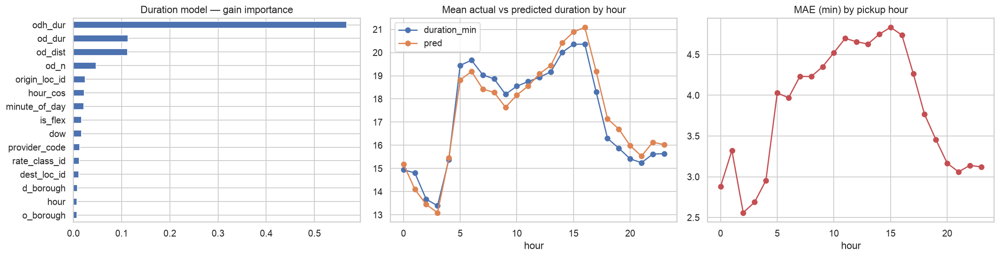 Duration model — gain importance
odh_dur
od_dur
od_dist
od_n
origin_loc_id
hour_cos
minute_of_day
is_flex
dow
provider_code
rate_class_id
dest_loc_id
d_borough
hour
o_borough
0.0 0.1 0.2 0.3 0.4 0.5
Mean actual vs predicted duration by hour
duration_min
pred
21
20
19
18
17
16
15
14
13
0 5 10 15 20
hour
MAE (min) by pickup hour
4.5
4.0
3.5
3.0
2.5
0 5 10 15 20
hour